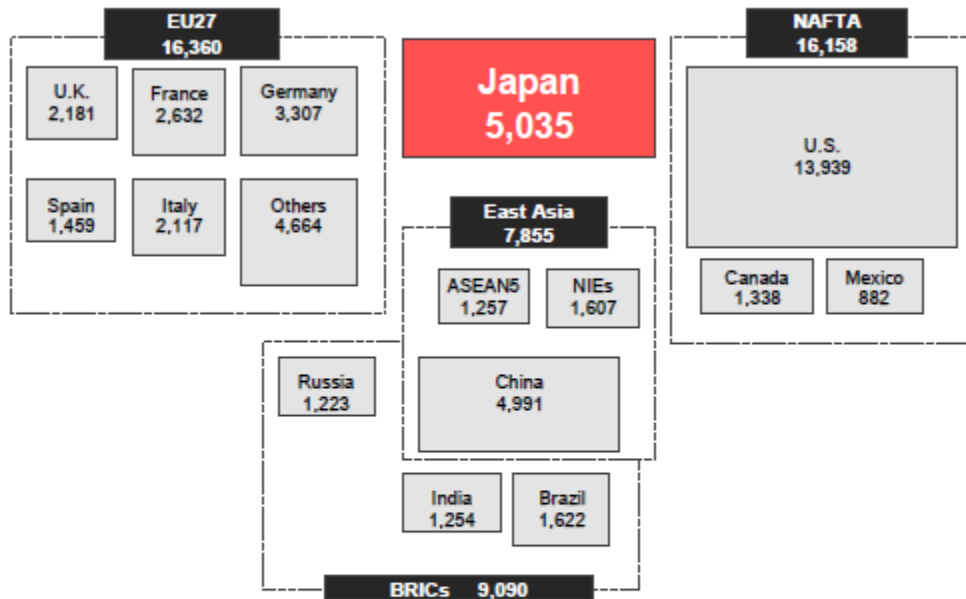 EU27
16,360
U.K.
2,181
France
2,632
Germany
3,307
Spain
1,459
Italy
2,117
Others
4,664
Japan
5,035
NAFTA
16,158
U.S.
13,939
Canada
1,338
Mexico
882
East Asia
7,855
ASEAN5
1,257
NIEs
1,607
China
4,991
Russia
1,223
India
1,254
Brazil
1,622
BRICs 9,090